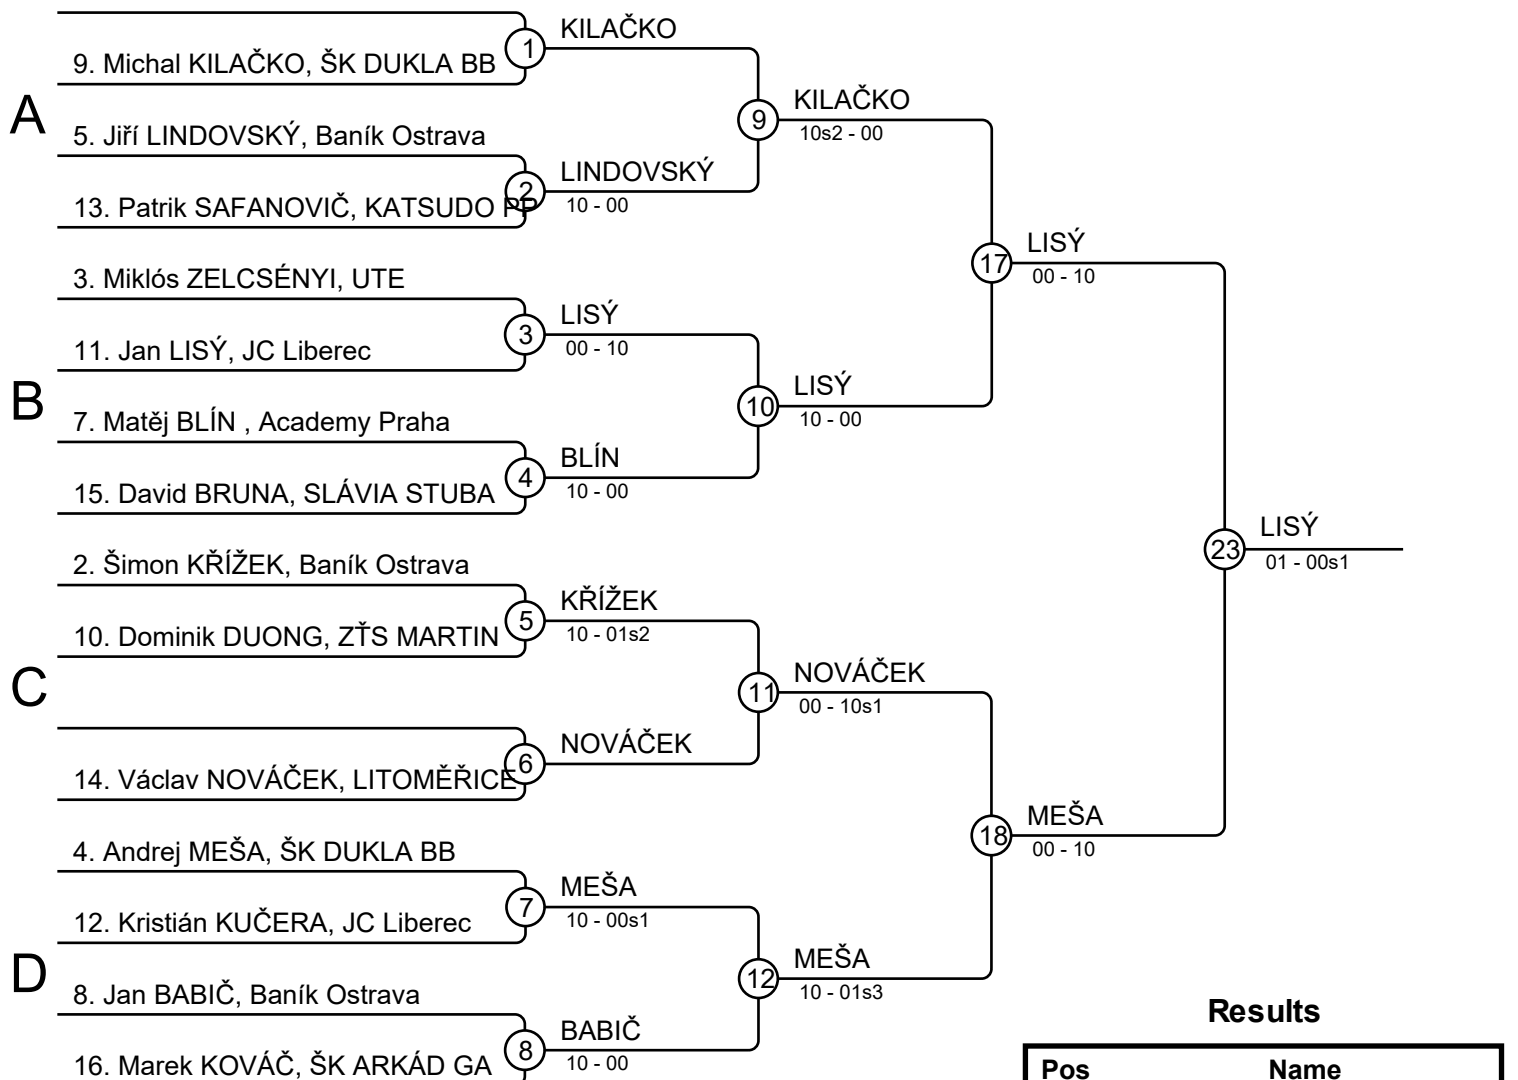 KILAČKO
1
9. Michal KILAČKO, ŠK DUKLA BB
KILAČKO
9
10s2 - 00
A
5. Jiří LINDOVSKÝ, Baník Ostrava
LINDOVSKÝ
2
10 - 00
13. Patrik SAFANOVIČ, KATSUDO PP
LISÝ
17
00 - 10
3. Miklós ZELCSÉNYI, UTE
LISÝ
3
00 - 10
11. Jan LISÝ, JC Liberec
LISÝ
10
10 - 00
B
7. Matěj BLÍN , Academy Praha
BLÍN
4
10 - 00
15. David BRUNA, SLÁVIA STUBA
LISÝ
23
01 - 00s1
2. Šimon KŘÍŽEK, Baník Ostrava
KŘÍŽEK
5
10 - 01s2
10. Dominik DUONG, ZŤS MARTIN
NOVÁČEK
11
00 - 10s1
C
NOVÁČEK
6
14. Václav NOVÁČEK, LITOMĚŘICE
MEŠA
18
00 - 10
4. Andrej MEŠA, ŠK DUKLA BB
MEŠA
7
10 - 00s1
12. Kristián KUČERA, JC Liberec
MEŠA
12
10 - 01s3
D
8. Jan BABIČ, Baník Ostrava
BABIČ
8
10 - 00
16. Marek KOVÁČ, ŠK ARKÁD GA
Results
Pos Name